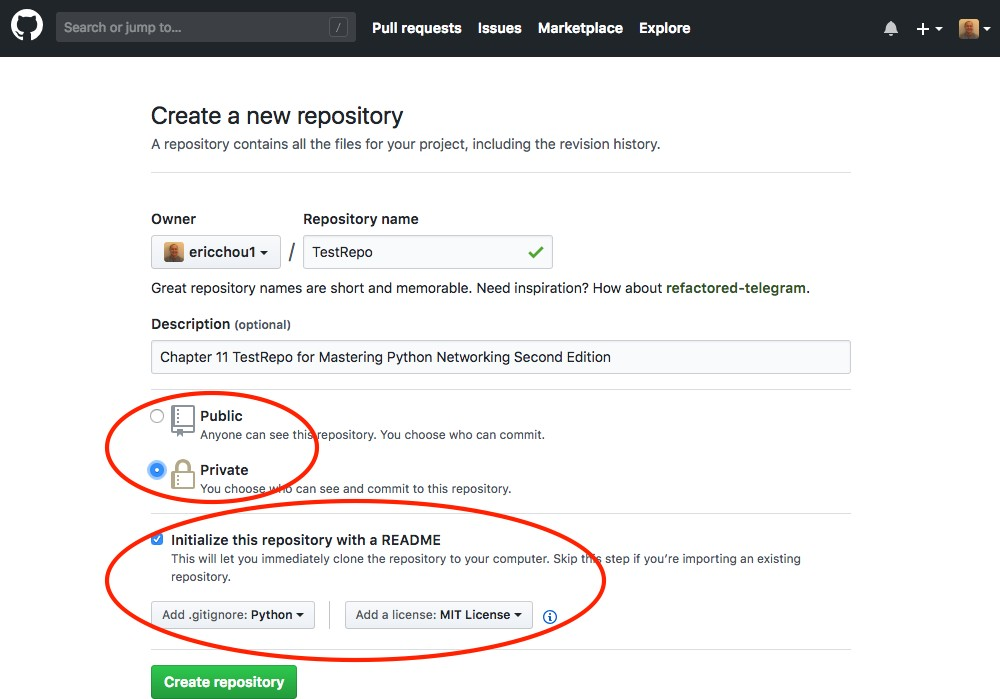 Search or jump to... / Pull requests Issues Marketplace Explore
Create a new repository
A repository contains all the files for your project, including the revision history.
Owner Repository name
ericchou1 / TestRepo
Great repository names are short and memorable. Need inspiration? How about refactored-telegram.
Description (optional)
Chapter 11 TestRepo for Mastering Python Networking Second Edition
Public
Anyone can see this repository. You choose who can commit.
Private
You choose who can see and commit to this repository.
Initialize this repository with a README
This will let you immediately clone the repository to your computer. Skip this step if you're importing an existing
repository.
Add .gitignore: Python Add a license: MIT License
Create repository